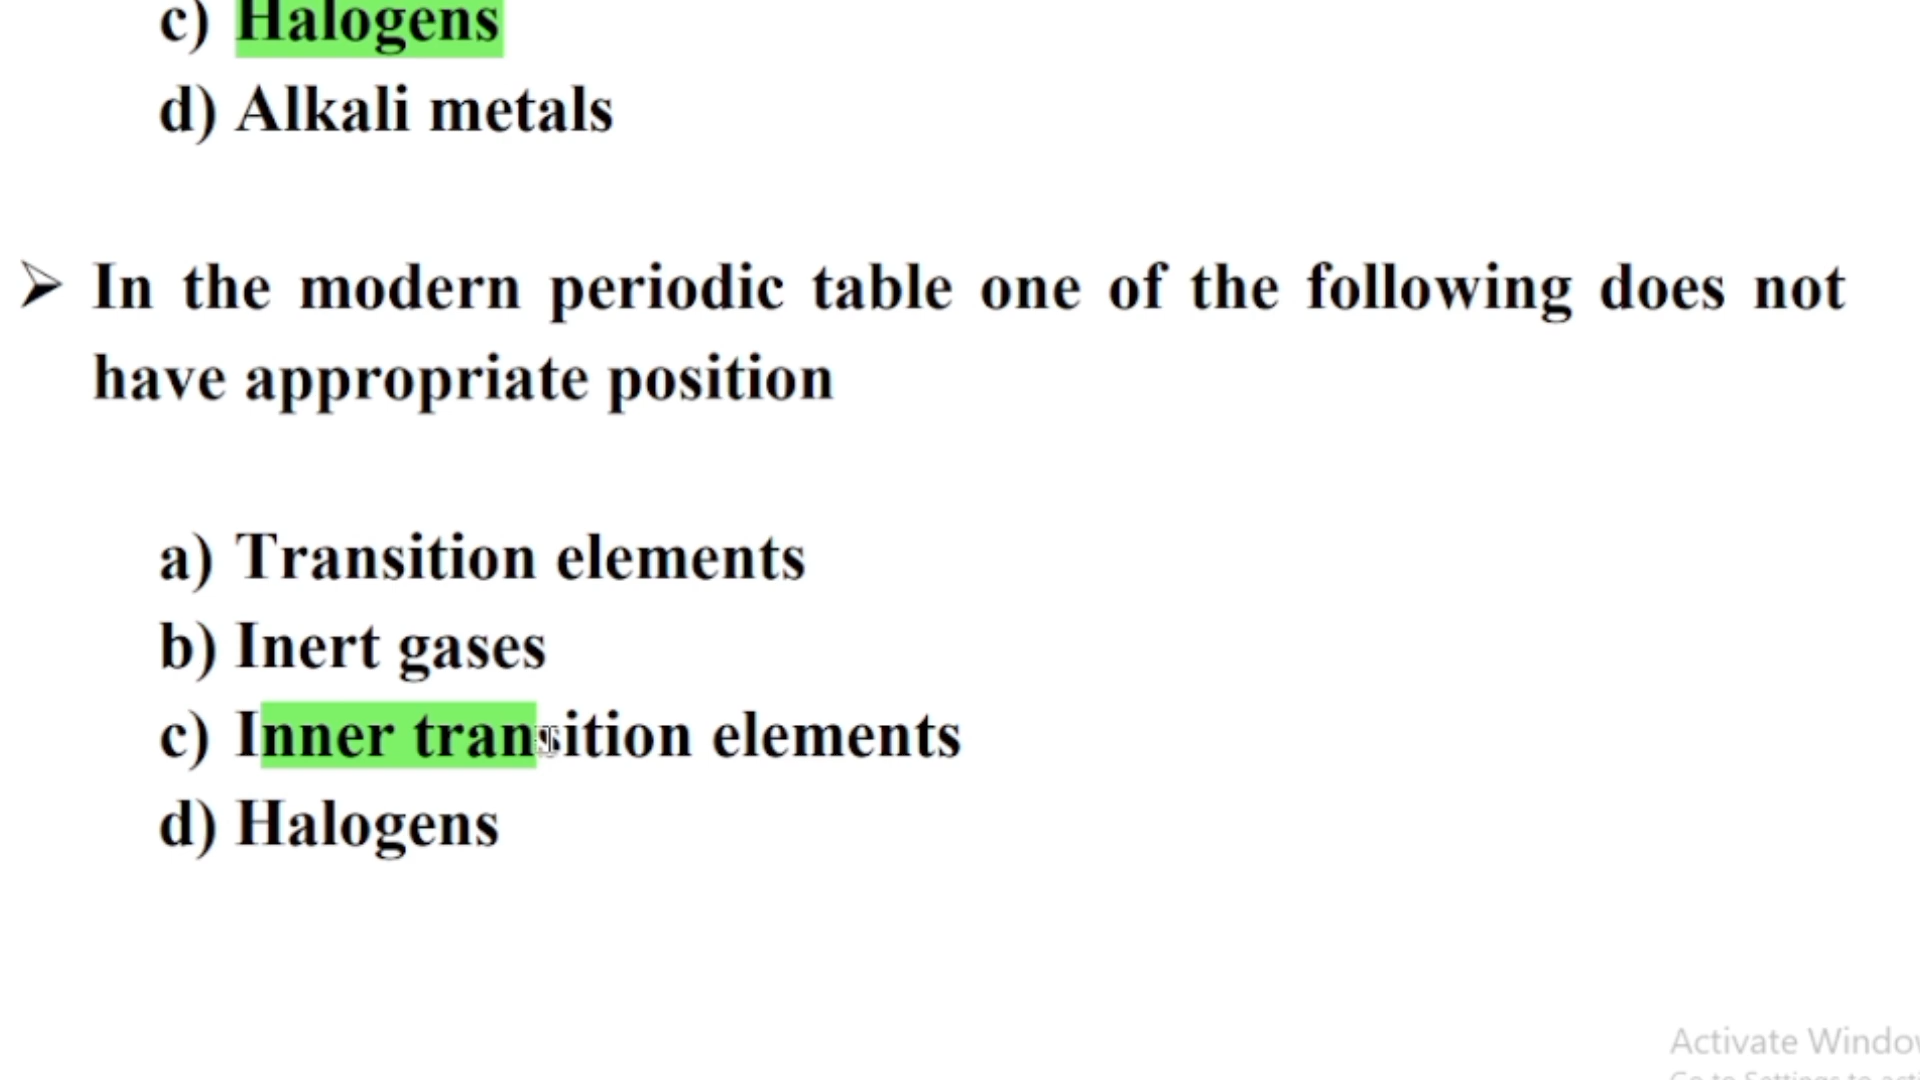 c) Halogens
d) Alkali metals
➤ In the modern periodic table one of the following does not
have appropriate position
a) Transition elements
b) Inert gases
c) Inner transition elements
d) Halogens
Activate Windo